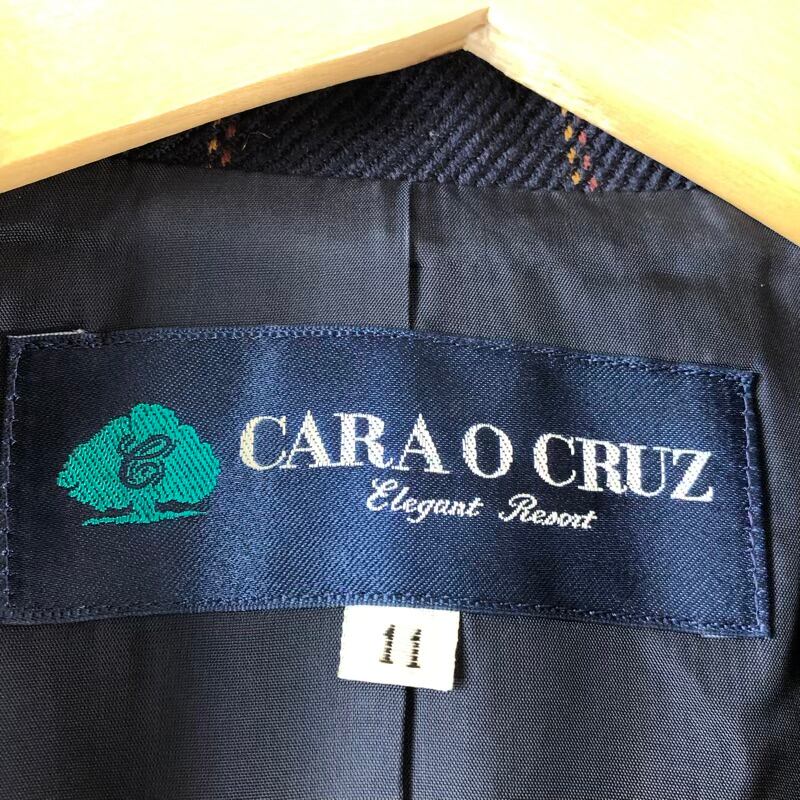 C
CARA O CRUZ
Elegant Resort
11